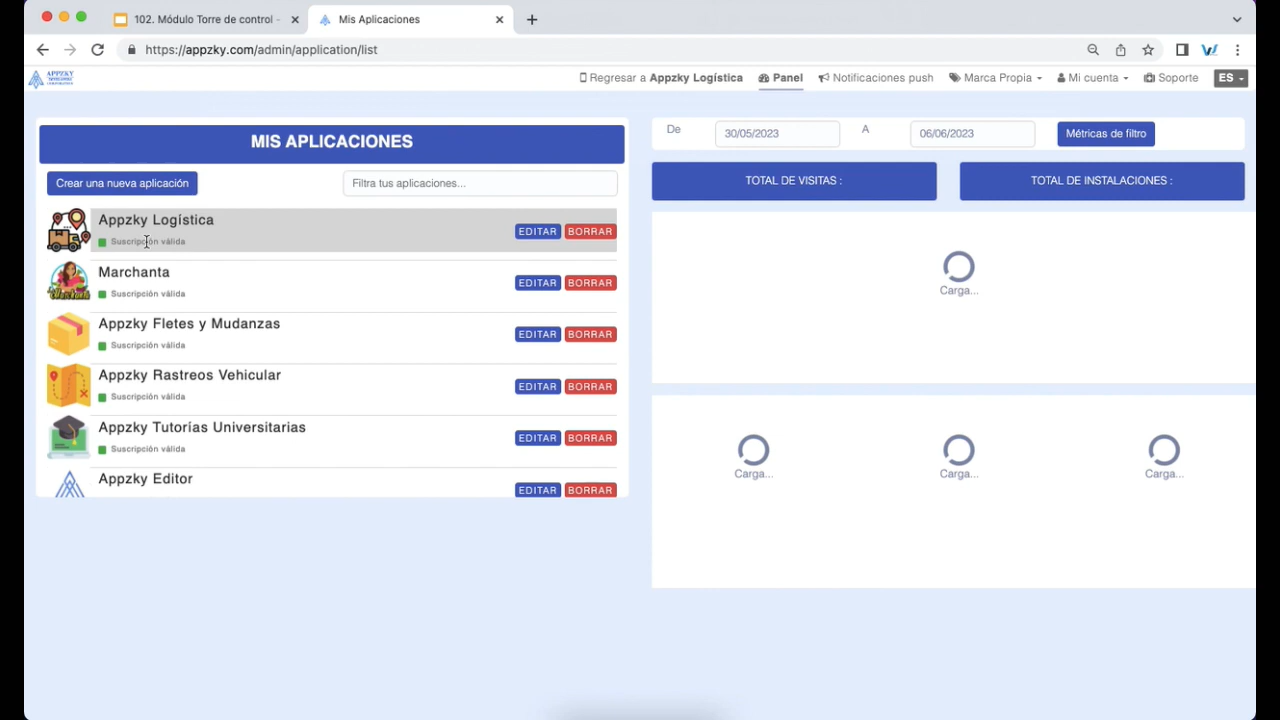 102. Módulo Torre de control -
Mis Aplicaciones
https://appzky.com/admin/application/list
APPZKY
Regresar a Appzky Logística
Panel
Notificaciones push
Marca Propia
Mi cuenta
Soporte
ES
MIS APLICACIONES
Crear una nueva aplicación
Filtra tus aplicaciones...
Appzky Logística
Suscripción válida
EDITAR BORRAR
Marchanta
Suscripción válida
EDITAR BORRAR
Appzky Fletes y Mudanzas
Suscripción válida
EDITAR BORRAR
Appzky Rastreos Vehicular
Suscripción válida
EDITAR BORRAR
Appzky Tutorías Universitarias
Suscripción válida
EDITAR BORRAR
Appzky Editor
EDITAR BORRAR
De 30/05/2023 A 06/06/2023 Métricas de filtro
TOTAL DE VISITAS :
TOTAL DE INSTALACIONES :
Carga...
Carga...
Carga...
Carga...